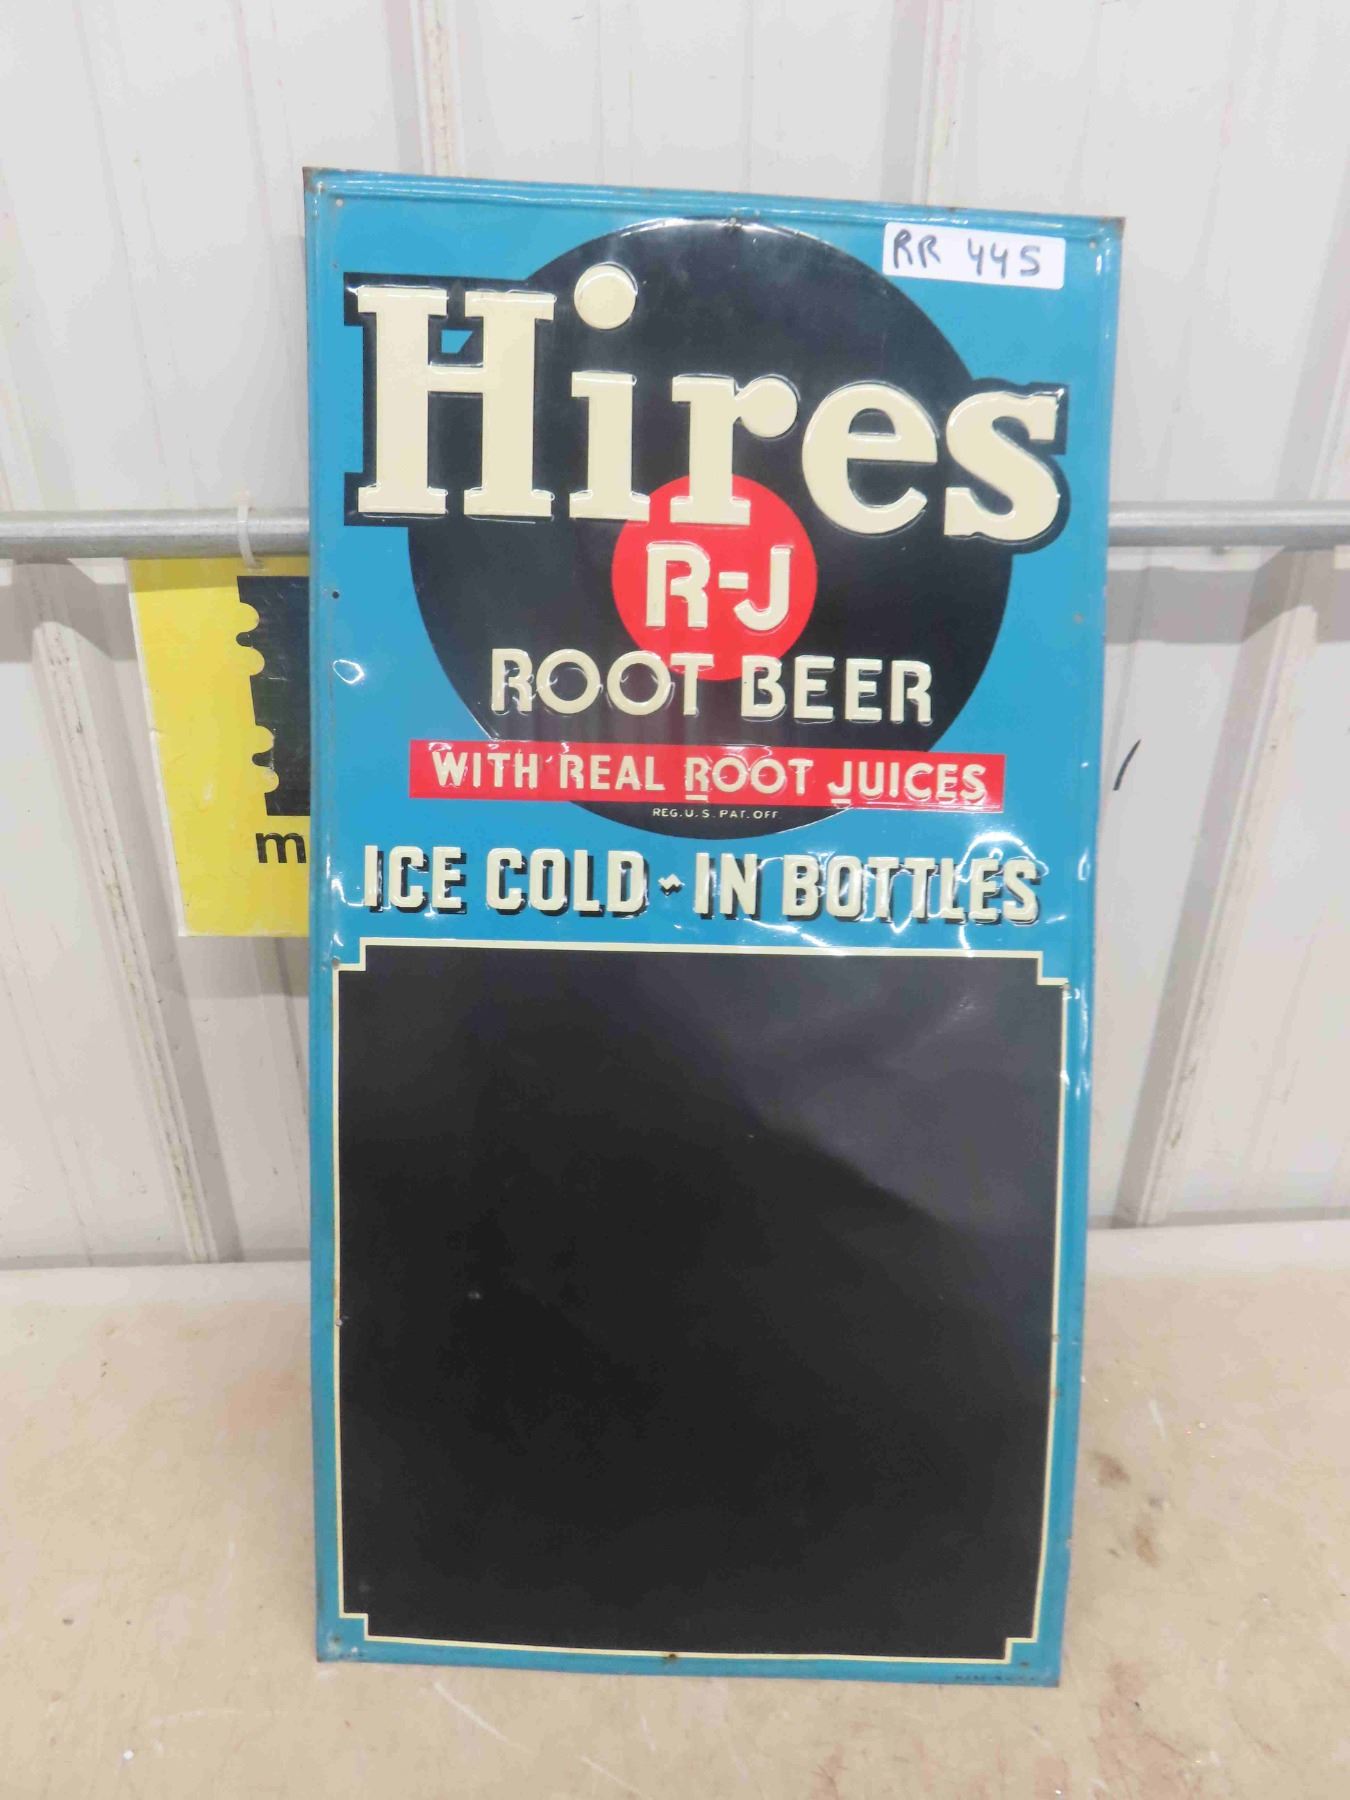 RR 445
Hires
R-J
ROOT BEER
WITH REAL ROOT JUICES
REG. U. S. PAT. OFF.
ICE COLD ~ IN BOTTLES
m